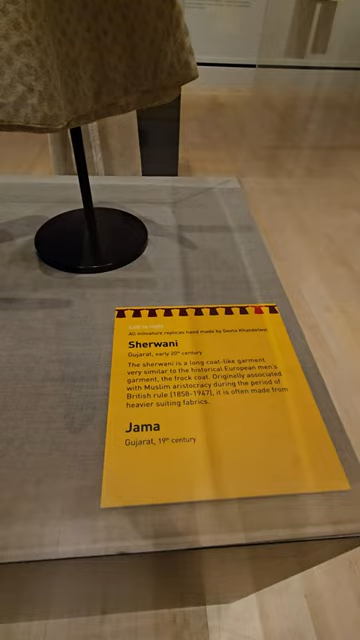 All miniature replicas hand made by
Sherwani
Gujarat, early 20th century
The sherwani is a long coat-like garment
very similar to the historical European men's
garment, the frock coat. Originally associated
with Muslim aristocracy during the period of
British rule (1858-1947), it is often made from
heavier suiting fabrics.
Jama
Gujarat, 19th century